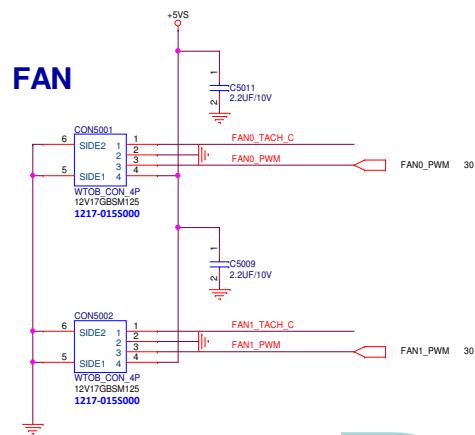 +5VS
FAN
1
C5011
2
2.2UF/10V
CON5001
6 SIDE2 1 1 FAN0_TACH_C
2 2
3 3 FAN0_PWM FAN0_PWM 30
5 SIDE1 4 4
WTOB_CON_4P
12V17GBSM125
1217-015S000
1
C5009
2
2.2UF/10V
CON5002
6 SIDE2 1 1 FAN1_TACH_C
2 2
3 3 FAN1_PWM FAN1_PWM 30
5 SIDE1 4 4
WTOB_CON_4P
12V17GBSM125
1217-015S000